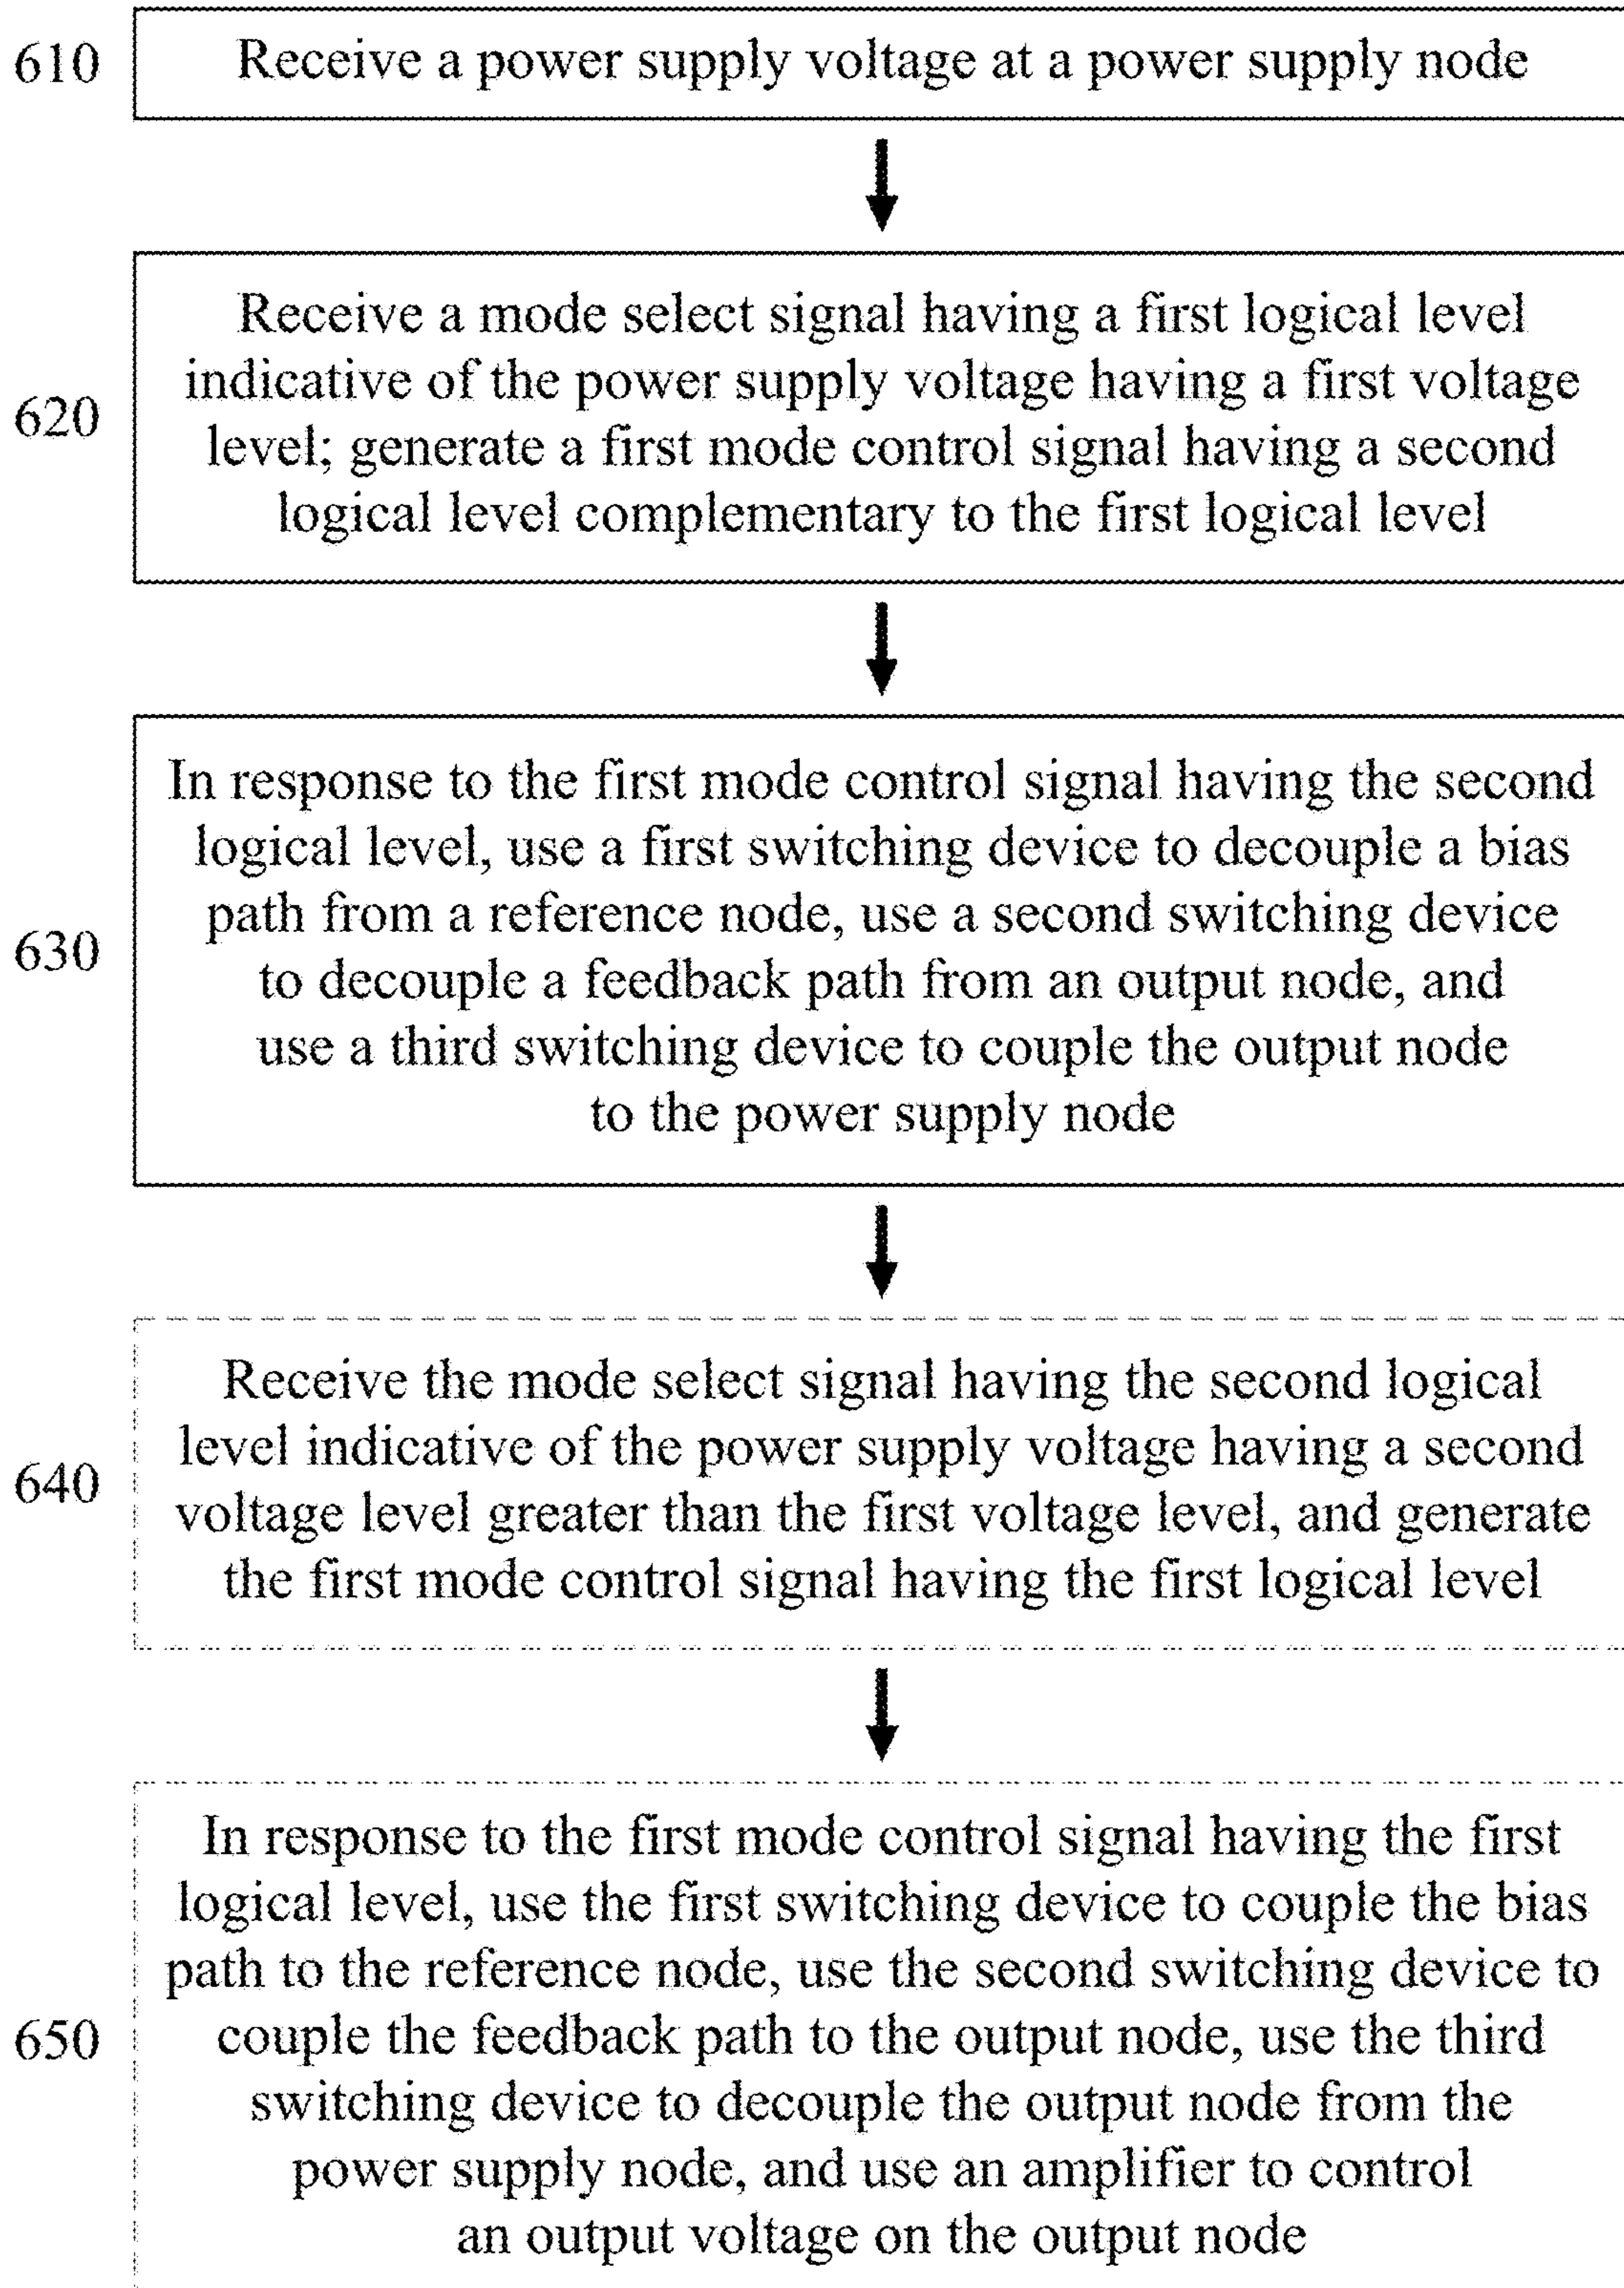 610
Receive a power supply voltage at a power supply node
620
Receive a mode select signal having a first logical level
indicative of the power supply voltage having a first voltage
level; generate a first mode control signal having a second
logical level complementary to the first logical level
630
In response to the first mode control signal having the second
logical level, use a first switching device to decouple a bias
path from a reference node, use a second switching device
to decouple a feedback path from an output node, and
use a third switching device to couple the output node
to the power supply node
640
Receive the mode select signal having the second logical
level indicative of the power supply voltage having a second
voltage level greater than the first voltage level, and generate
the first mode control signal having the first logical level
650
In response to the first mode control signal having the first
logical level, use the first switching device to couple the bias
path to the reference node, use the second switching device to
couple the feedback path to the output node, use the third
switching device to decouple the output node from the
power supply node, and use an amplifier to control
an output voltage on the output node